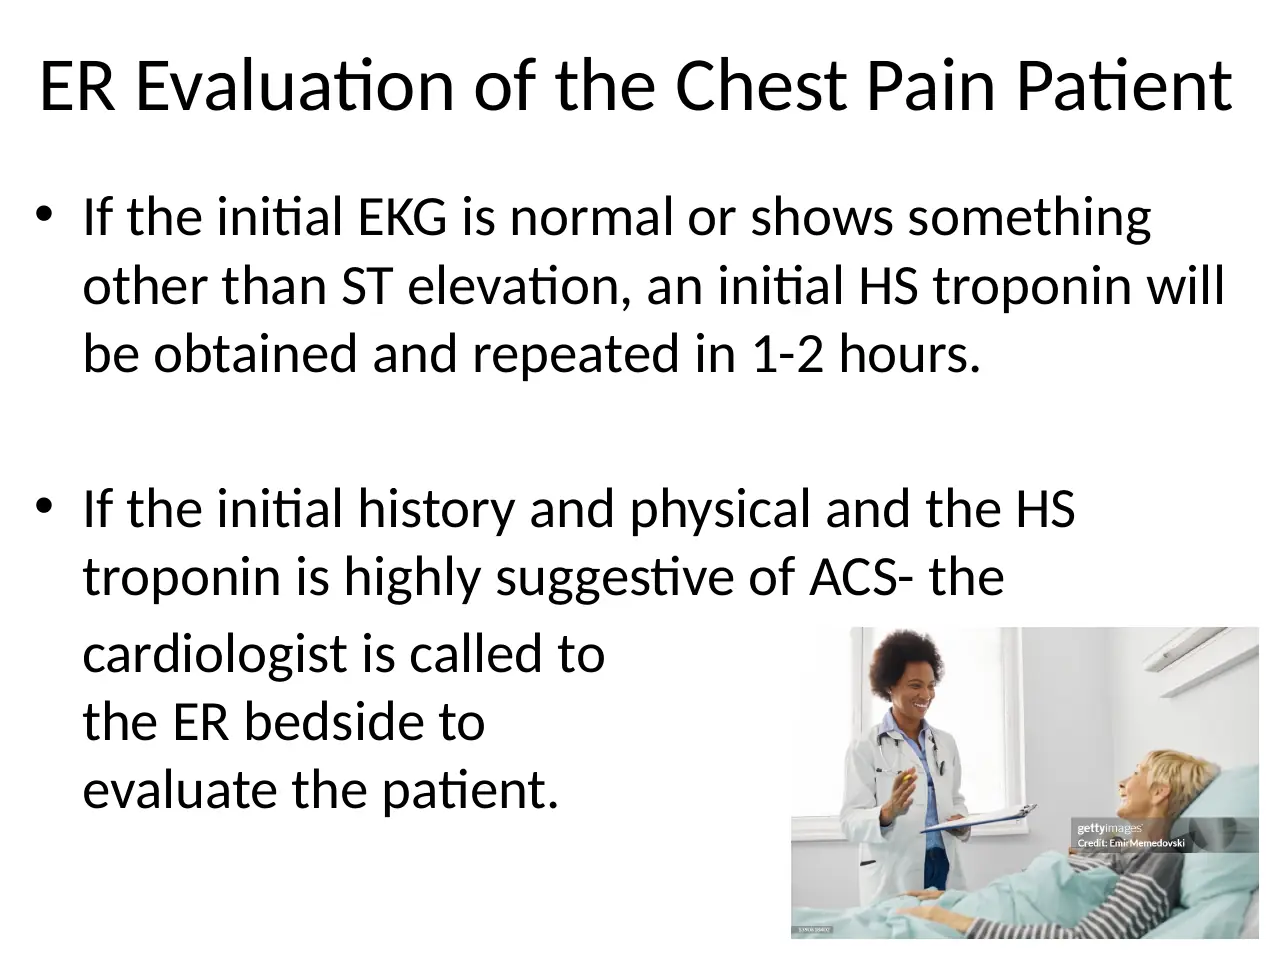 ER Evaluation of the Chest Pain Patient
• If the initial EKG is normal or shows something
other than ST elevation, an initial HS troponin will
be obtained and repeated in 1-2 hours.
• If the initial history and physical and the HS
troponin is highly suggestive of ACS- the
cardiologist is called to
the ER bedside to
evaluate the patient.
gettyimages
Credit: EmirMemedovski